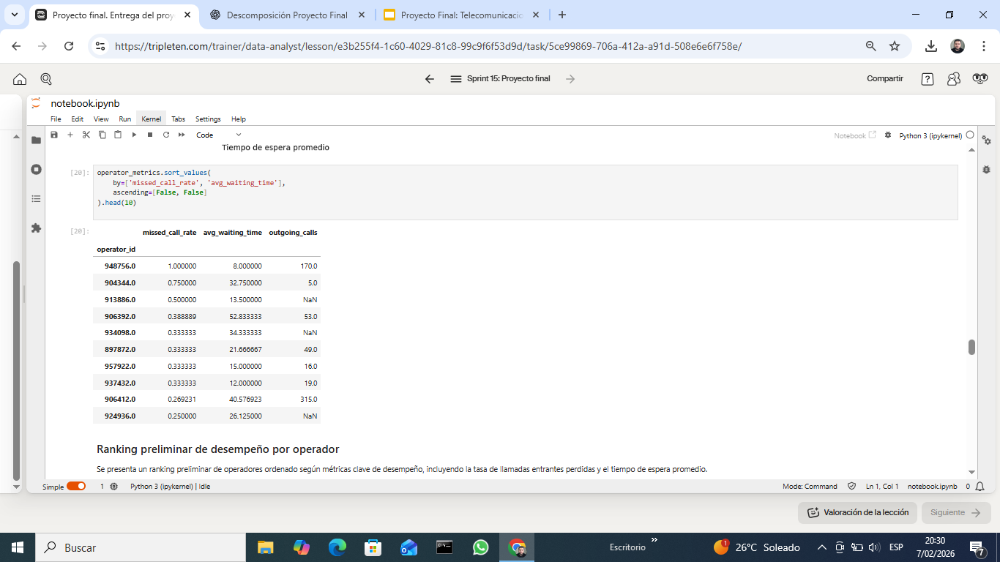 Proyecto final. Entrega del proy
Descomposición Proyecto Final
Proyecto Final: Telecomunicacio
https://tripleten.com/trainer/data-analyst/lesson/e3b255f4-1c60-4029-81c8-99c9f6f53d9d/task/5ce99869-706a-412a-a91d-508e6e6f758e/
Sprint 15: Proyecto final
Compartir
notebook.ipynb
File Edit View Run Kernel Tabs Settings Help
Code
Notebook
Python 3 (ipykernel)
Tiempo de espera promedio
[20]:
operator_metrics.sort_values(
by=['missed_call_rate', 'avg_waiting_time'],
ascending=[False, False]
).head(10)
[20]:
missed_call_rate avg_waiting_time outgoing_calls
operator_id
948756.0 1.000000 8.000000 170.0
904344.0 0.750000 32.750000 5.0
913886.0 0.500000 13.500000 NaN
906392.0 0.388889 52.833333 53.0
934098.0 0.333333 34.333333 NaN
897872.0 0.333333 21.666667 49.0
957922.0 0.333333 15.000000 16.0
937432.0 0.333333 12.000000 19.0
906412.0 0.269231 40.576923 315.0
924936.0 0.250000 26.125000 NaN
Ranking preliminar de desempeño por operador
Se presenta un ranking preliminar de operadores ordenado según métricas clave de desempeño, incluyendo la tasa de llamadas entrantes perdidas y el tiempo de espera promedio.
Simple 1 Python 3 (ipykernel) | Idle Mode: Command Ln 1, Col 1 notebook.ipynb 0
Valoración de la lección
Siguiente
Buscar
Escritorio
1
26°C Soleado
ESP
20:30
7/02/2026
7